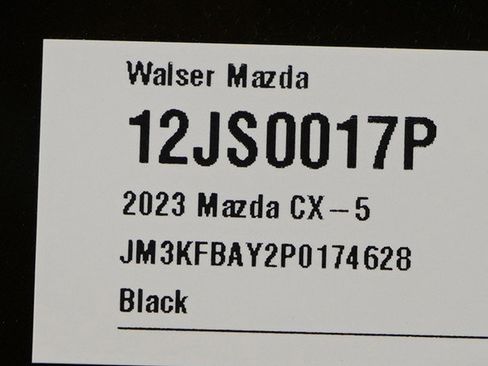 Walser Mazda
12JS0017P
2023 Mazda CX-5
JM3KFBAY2P0174628
Black